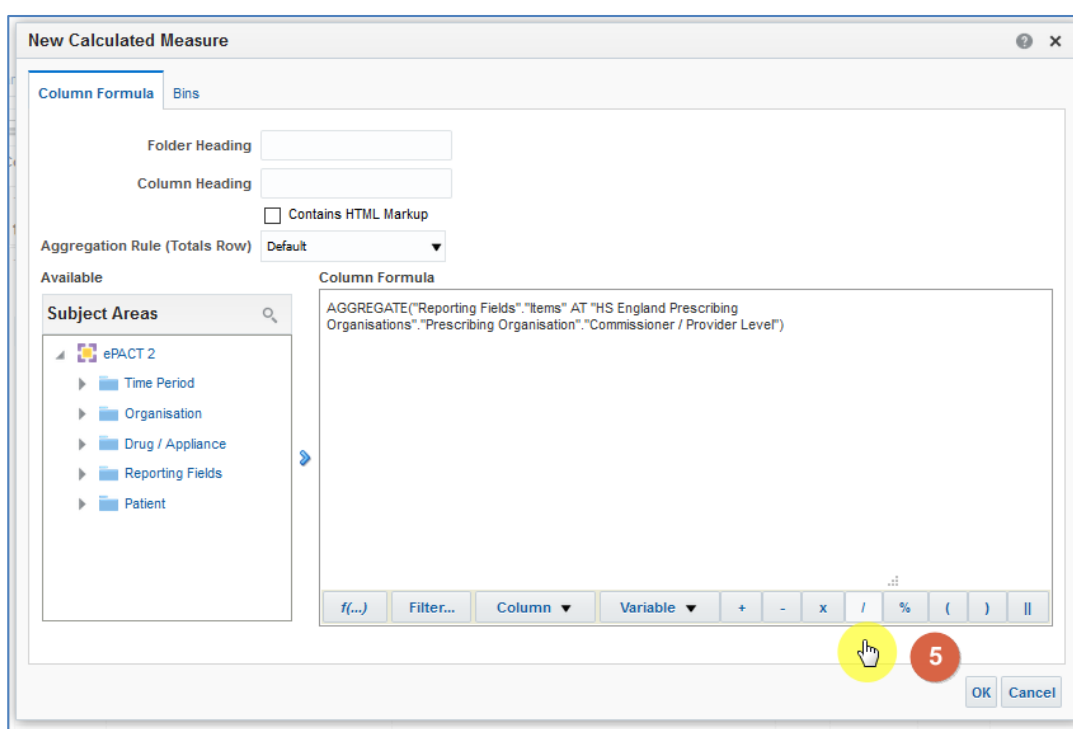 New Calculated Measure
Column Formula Bins
Folder Heading
Column Heading
Contains HTML Markup
Aggregation Rule (Totals Row) Default
Available Column Formula
Subject Areas
AGGREGATE("Reporting Fields"."Items" AT "HS England Prescribing
Organisations"."Prescribing Organisation"."Commissioner / Provider Level")
ePACT 2
Time Period
Organisation
Drug / Appliance
Reporting Fields
Patient
f(...) Filter... Column Variable + - x / % ( ) ||
5
OK Cancel